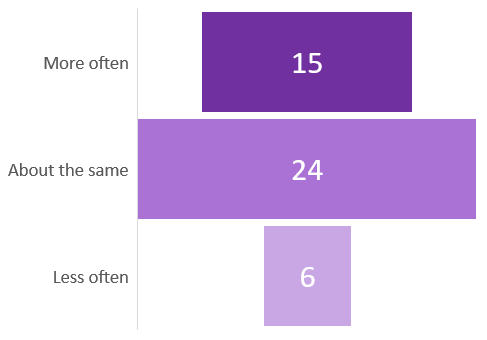 More often 15
About the same 24
Less often 6